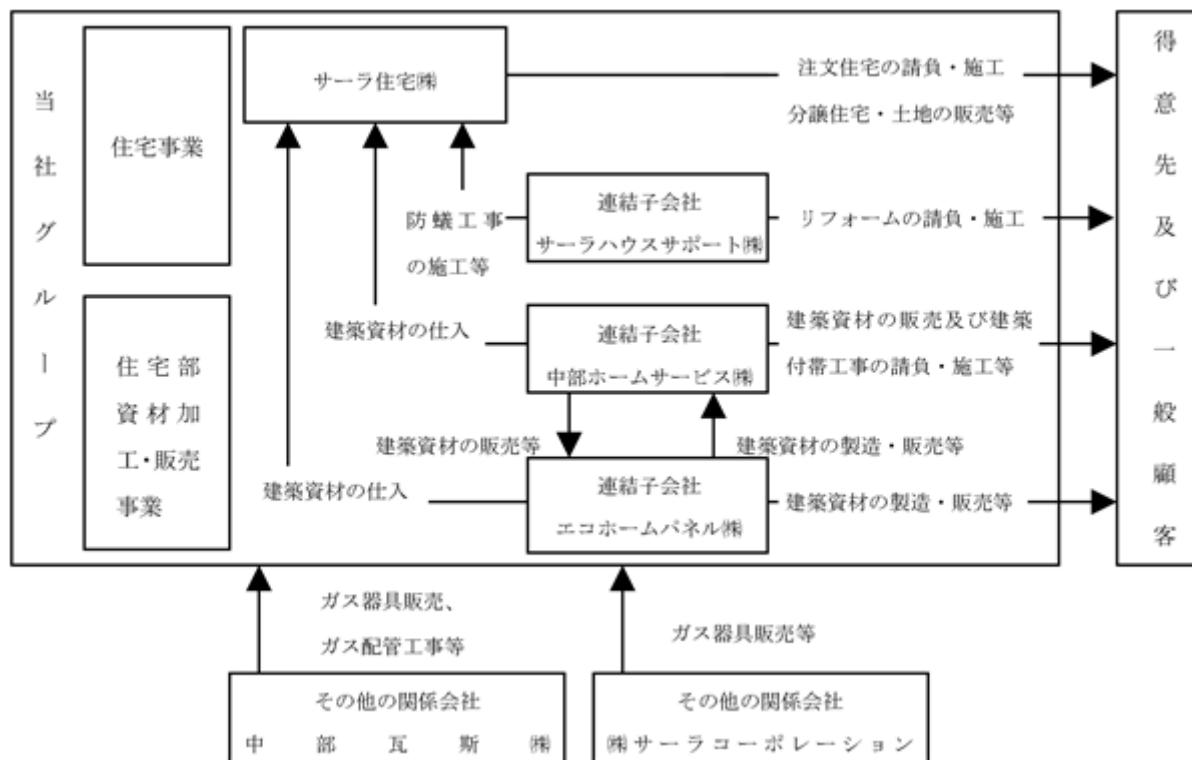 当社グループ
住宅事業
住宅部
資材加
工・販売
事業
サーラ住宅㈱
注文住宅の請負・施工
分譲住宅・土地の販売等
防蟻工事
の施工等
連結子会社
サーラハウスサポート㈱
リフォームの請負・施工
建築資材の仕入
連結子会社
中部ホームサービス㈱
建築資材の販売及び建築
付帯工事の請負・施工等
建築資材の販売等
建築資材の製造・販売等
建築資材の仕入
連結子会社
エコホームパネル㈱
建築資材の製造・販売等
得意先及び一般顧客
ガス器具販売、
ガス配管工事等
ガス器具販売等
その他の関係会社
中部瓦斯㈱
その他の関係会社
㈱サーラコーポレーション